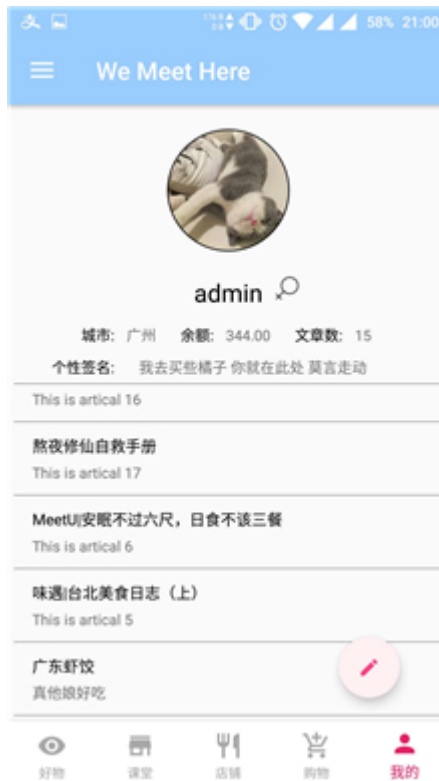 58% 21:00
We Meet Here
admin
城市: 广州 余额: 344.00 文章数: 15
个性签名: 我去买些橘子 你就在此处 莫言走动
This is artical 16
熬夜修仙自救手册
This is artical 17
MeetU|安眠不过六尺，日食不该三餐
This is artical 6
味遇|台北美食日志（上）
This is artical 5
广东虾饺
真他娘好吃
好物 课堂 店铺 购物 我的